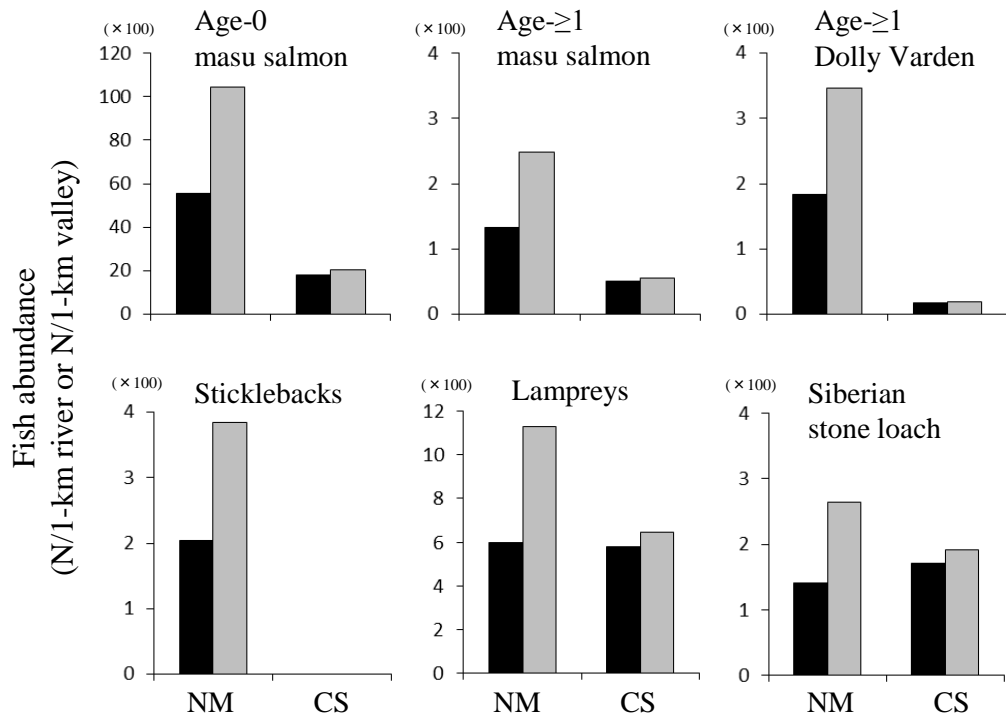 Fish abundance
(N/1-km river or N/1-km valley)
(×100)
Age-0
masu salmon
120
100
80
60
40
20
0
(×100)
Age-≥1
masu salmon
4
3
2
1
0
(×100)
Age-≥1
Dolly Varden
4
3
2
1
0
(×100)
Sticklebacks
4
3
2
1
0
NM CS
(×100)
Lampreys
12
10
8
6
4
2
0
NM CS
(×100)
Siberian
stone loach
4
3
2
1
0
NM CS